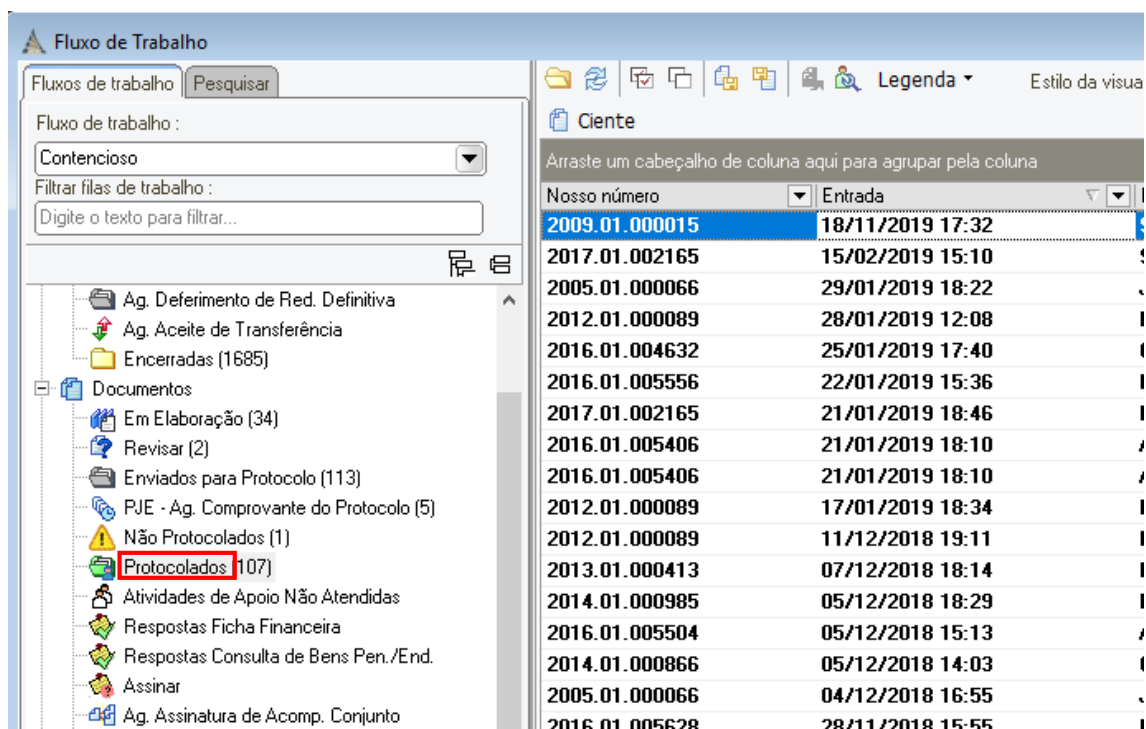 Fluxo de Trabalho
Fluxos de trabalho Pesquisar
Fluxo de trabalho :
Contencioso
Filtrar filas de trabalho :
Digite o texto para filtrar...
Ag. Deferimento de Red. Definitiva
Ag. Aceite de Transferência
Encerradas (1685)
Documentos
Em Elaboração (34)
Revisar (2)
Enviados para Protocolo (113)
PJE - Ag. Comprovante do Protocolo (5)
Não Protocolados (1)
Protocolados (107)
Atividades de Apoio Não Atendidas
Respostas Ficha Financeira
Respostas Consulta de Bens Pen./End.
Assinar
Ag. Assinatura de Acomp. Conjunto
Legenda Estilo da visua
Ciente
Arraste um cabeçalho de coluna aqui para agrupar pela coluna
Nosso número Entrada
2009.01.000015 18/11/2019 17:32
2017.01.002165 15/02/2019 15:10
2005.01.000066 29/01/2019 18:22
2012.01.000089 28/01/2019 12:08
2016.01.004632 25/01/2019 17:40
2016.01.005556 22/01/2019 15:36
2017.01.002165 21/01/2019 18:46
2016.01.005406 21/01/2019 18:10
2016.01.005406 21/01/2019 18:10
2012.01.000089 17/01/2019 18:34
2012.01.000089 11/12/2018 19:11
2013.01.000413 07/12/2018 18:14
2014.01.000985 05/12/2018 18:29
2016.01.005504 05/12/2018 15:13
2014.01.000866 05/12/2018 14:03
2005.01.000066 04/12/2018 16:55
2016.01.005628 28/11/2018 15:55